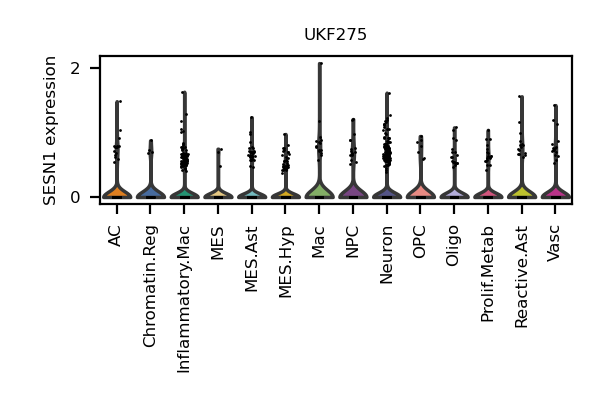 UKF275
SESN1 expression
2
0
AC
Chromatin.Reg
Inflammatory.Mac
MES
MES.Ast
MES.Hyp
Mac
NPC
Neuron
OPC
Oligo
Prolif.Metab
Reactive.Ast
Vasc